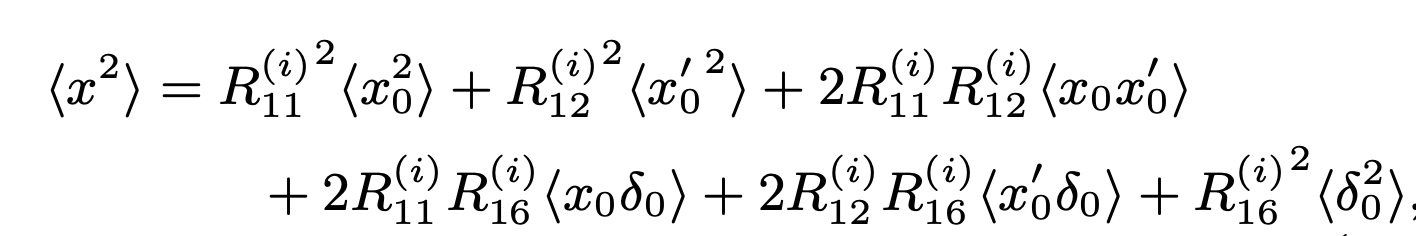 ⟨x²⟩ = R₁₁⁽ⁱ⁾ ² ⟨x₀²⟩ + R₁₂⁽ⁱ⁾ ² ⟨x₀′ ²⟩ + 2R₁₁⁽ⁱ⁾ R₁₂⁽ⁱ⁾ ⟨x₀x₀′⟩
+ 2R₁₁⁽ⁱ⁾ R₁₆⁽ⁱ⁾ ⟨x₀δ₀⟩ + 2R₁₂⁽ⁱ⁾ R₁₆⁽ⁱ⁾ ⟨x₀′δ₀⟩ + R₁₆⁽ⁱ⁾ ² ⟨δ₀²⟩,